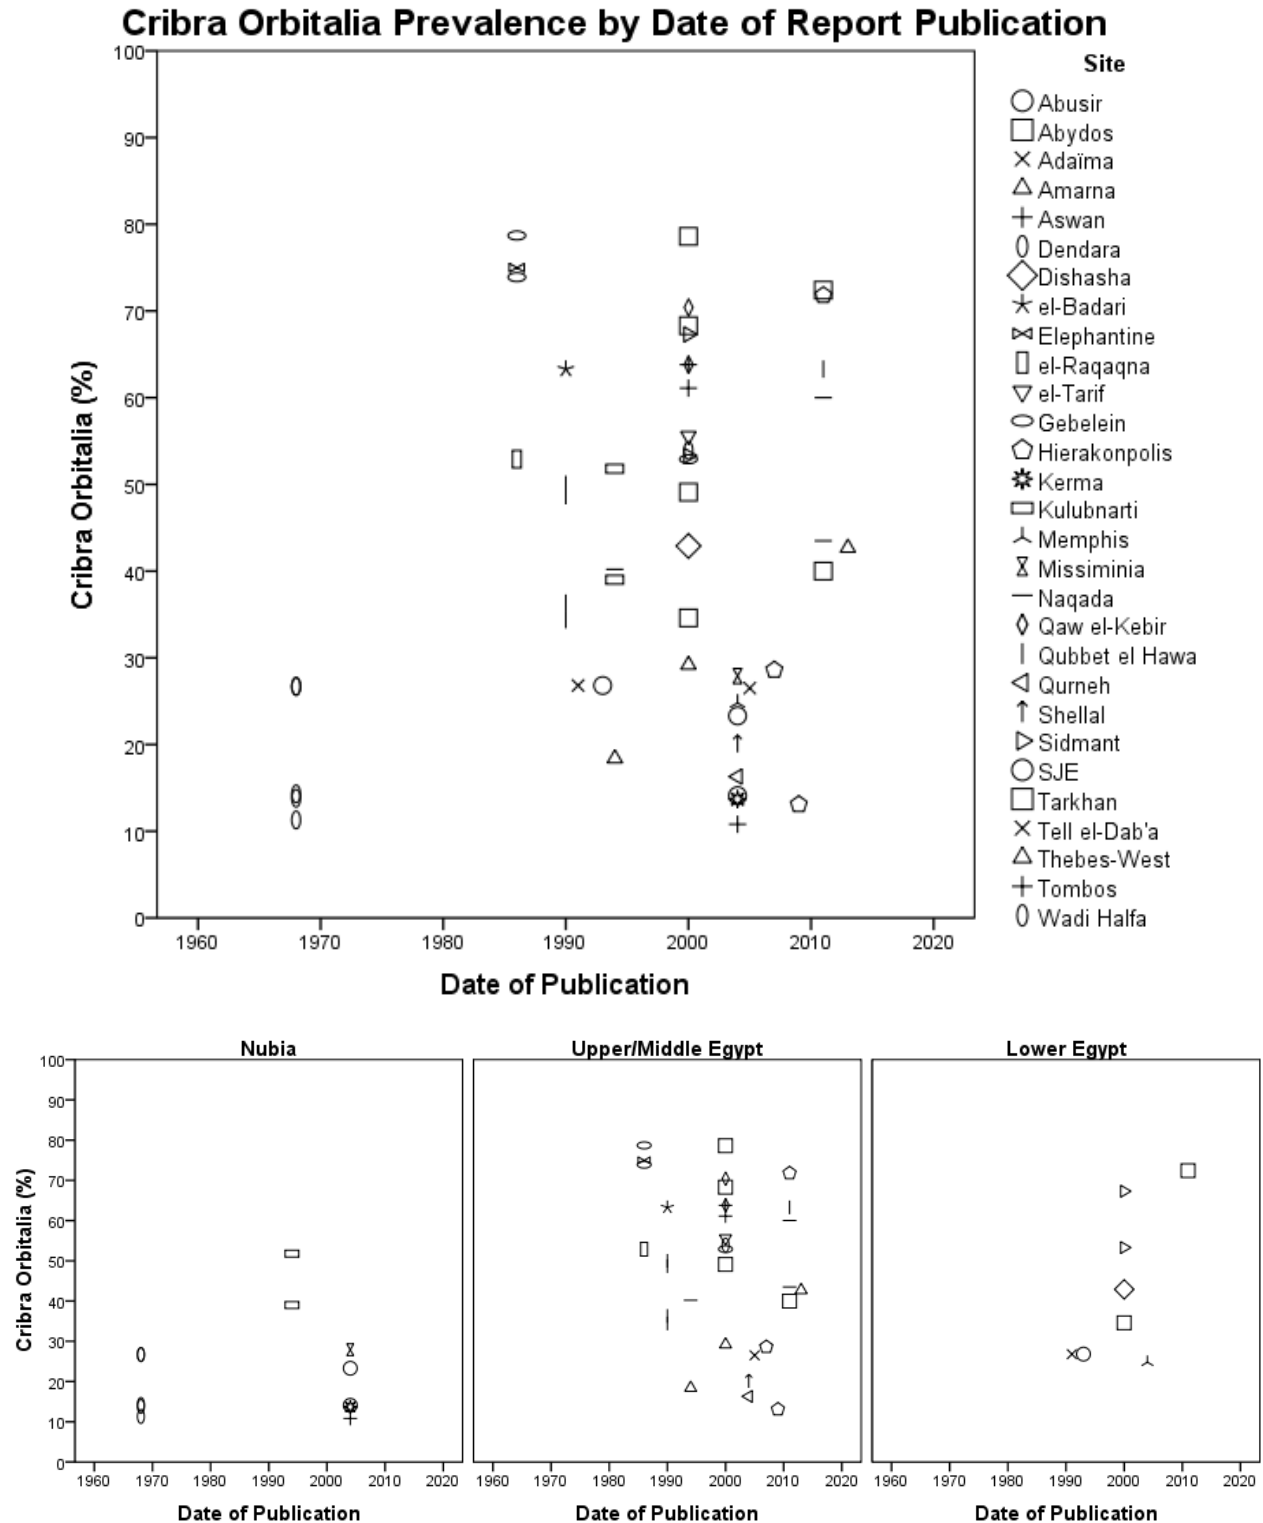 Cribra Orbitalia Prevalence by Date of Report Publication
100
90
80
70
60
50
40
30
20
10
0
Cribra Orbitalia (%)
1960 1970 1980 1990 2000 2010 2020
Date of Publication
Site
Abusir
Abydos
Adaïma
Amarna
Aswan
Dendara
Dishasha
el-Badari
Elephantine
el-Raqaqna
el-Tarif
Gebelein
Hierakonpolis
Kerma
Kulubnarti
Memphis
Missiminia
Naqada
Qaw el-Kebir
Qubbet el Hawa
Qurneh
Shellal
Sidmant
SJE
Tarkhan
Tell el-Dab'a
Thebes-West
Tombos
Wadi Halfa
Nubia
100
90
80
70
60
50
40
30
20
10
0
Cribra Orbitalia (%)
1960 1970 1980 1990 2000 2010 2020
Date of Publication
Upper/Middle Egypt
1960 1970 1980 1990 2000 2010 2020
Date of Publication
Lower Egypt
1960 1970 1980 1990 2000 2010 2020
Date of Publication